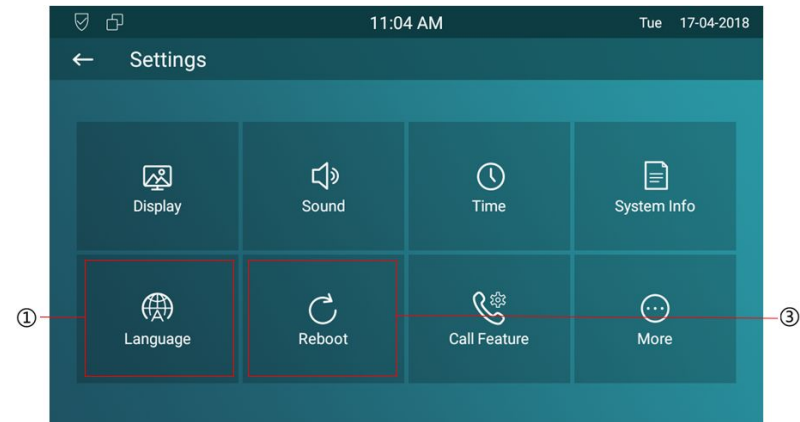 11:04 AM Tue 17-04-2018
Settings
Display Sound Time System Info
① ③
Language Reboot Call Feature More